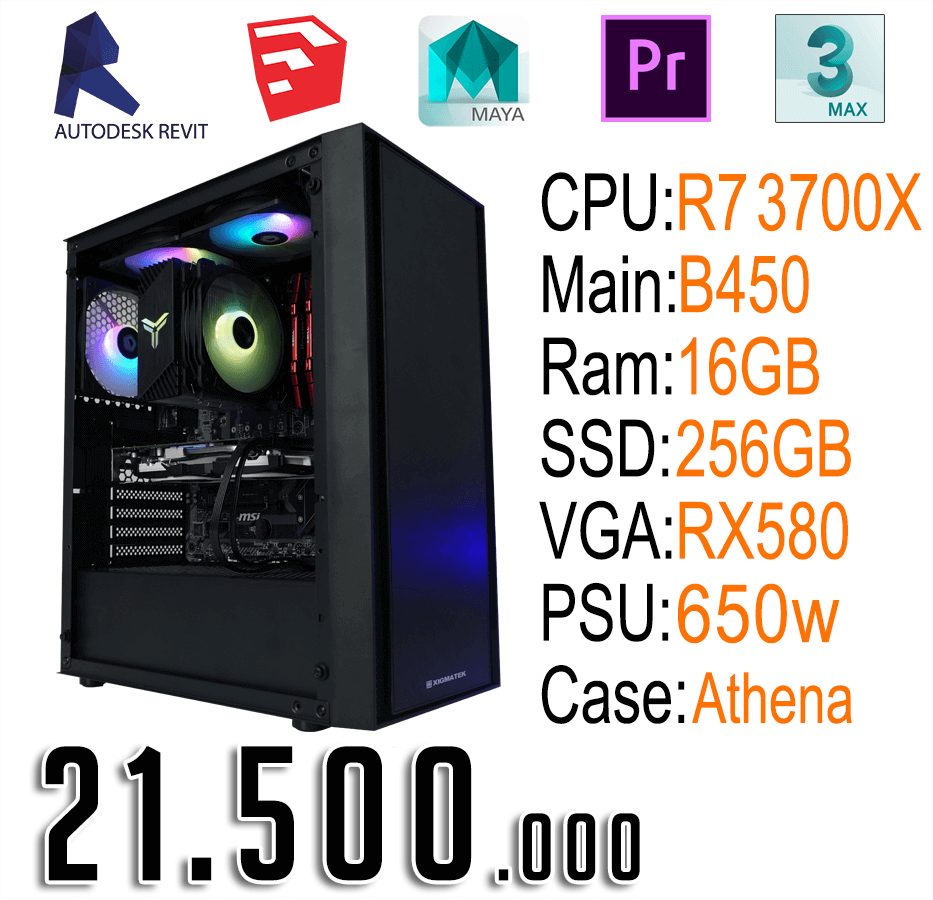 AUTODESK REVIT
MAYA
Pr
3
MAX
CPU:R7 3700X
Main:B450
Ram:16GB
SSD:256GB
VGA:RX580
PSU:650w
Case:Athena
msi
XIGMATEK
21.500.000